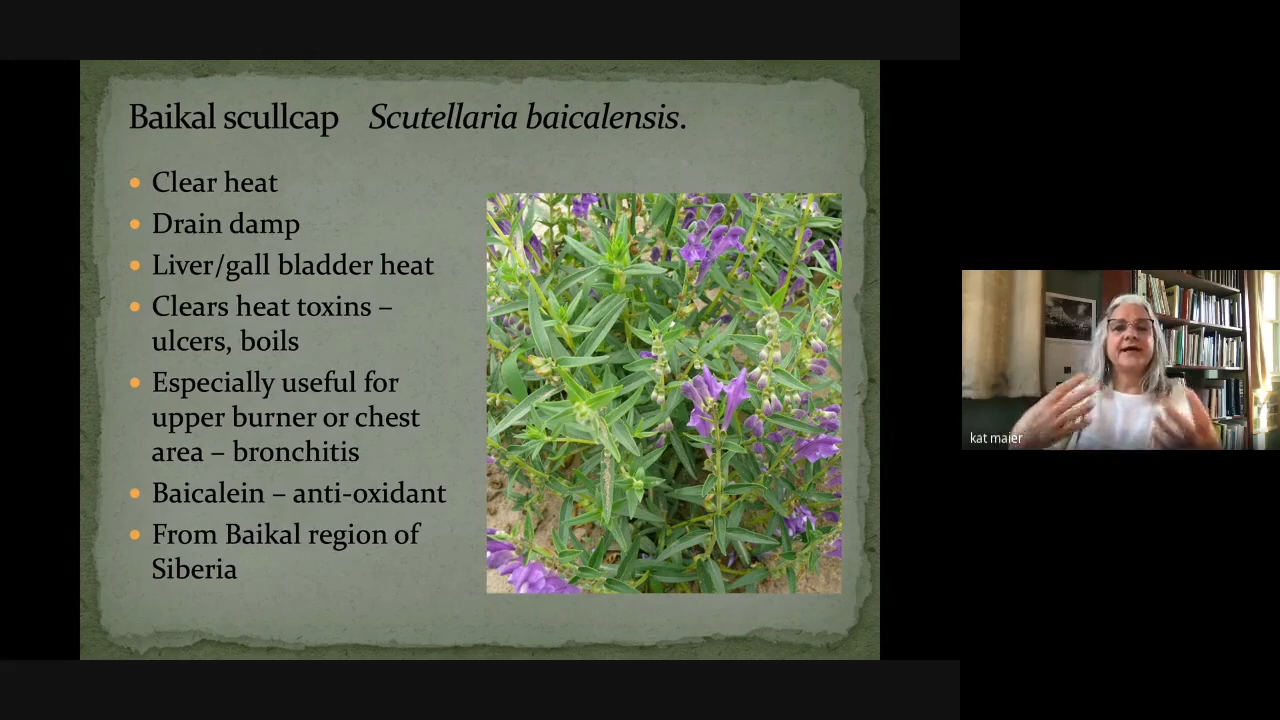 Baikal scullcap Scutellaria baicalensis.
Clear heat
Drain damp
Liver/gall bladder heat
Clears heat toxins –
ulcers, boils
Especially useful for
upper burner or chest
area – bronchitis
Baicalein – anti-oxidant
From Baikal region of
Siberia
kat maier